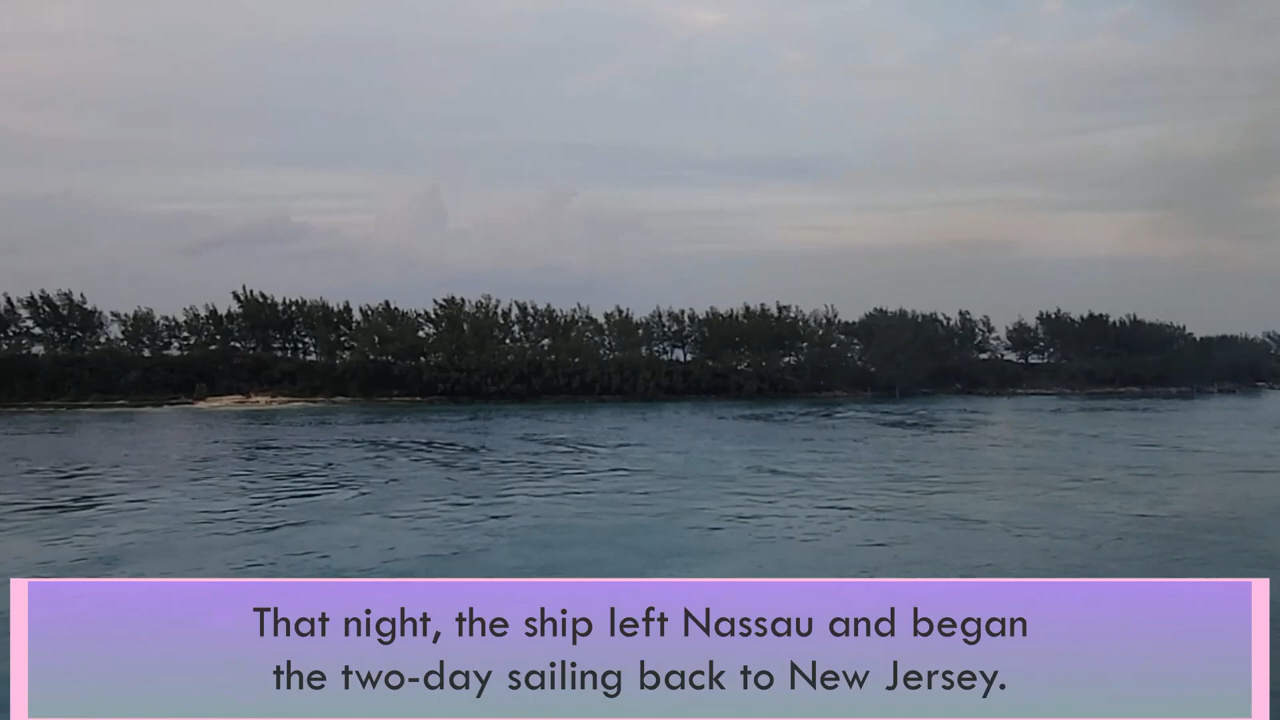 That night, the ship left Nassau and began
the two-day sailing back to New Jersey.